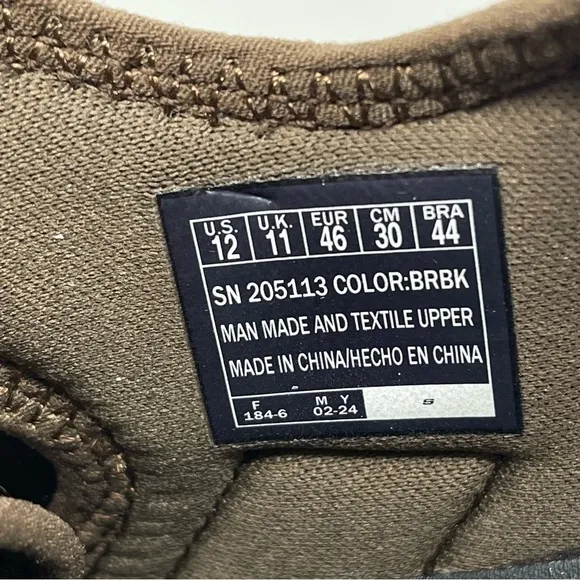 U.S. U.K. EUR CM BRA
12 11 46 30 44
SN 205113 COLOR:BRBK
MAN MADE AND TEXTILE UPPER
MADE IN CHINA/HECHO EN CHINA
F M Y S
184-6 02-24